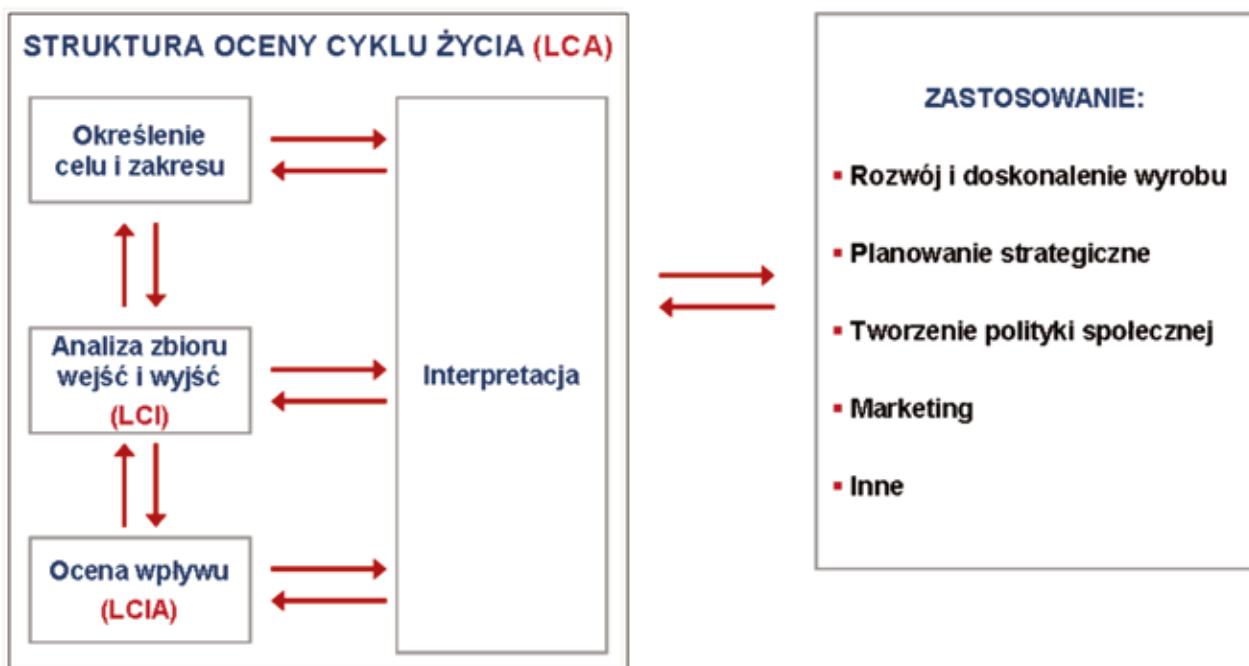 STRUKTURA OCENY CYKLU ŻYCIA (LCA)
Określenie
celu i zakresu
Analiza zbioru
wejść i wyjść
(LCI)
Ocena wpływu
(LCIA)
Interpretacja
ZASTOSOWANIE:
▪ Rozwój i doskonalenie wyrobu
▪ Planowanie strategiczne
▪ Tworzenie polityki społecznej
▪ Marketing
▪ Inne